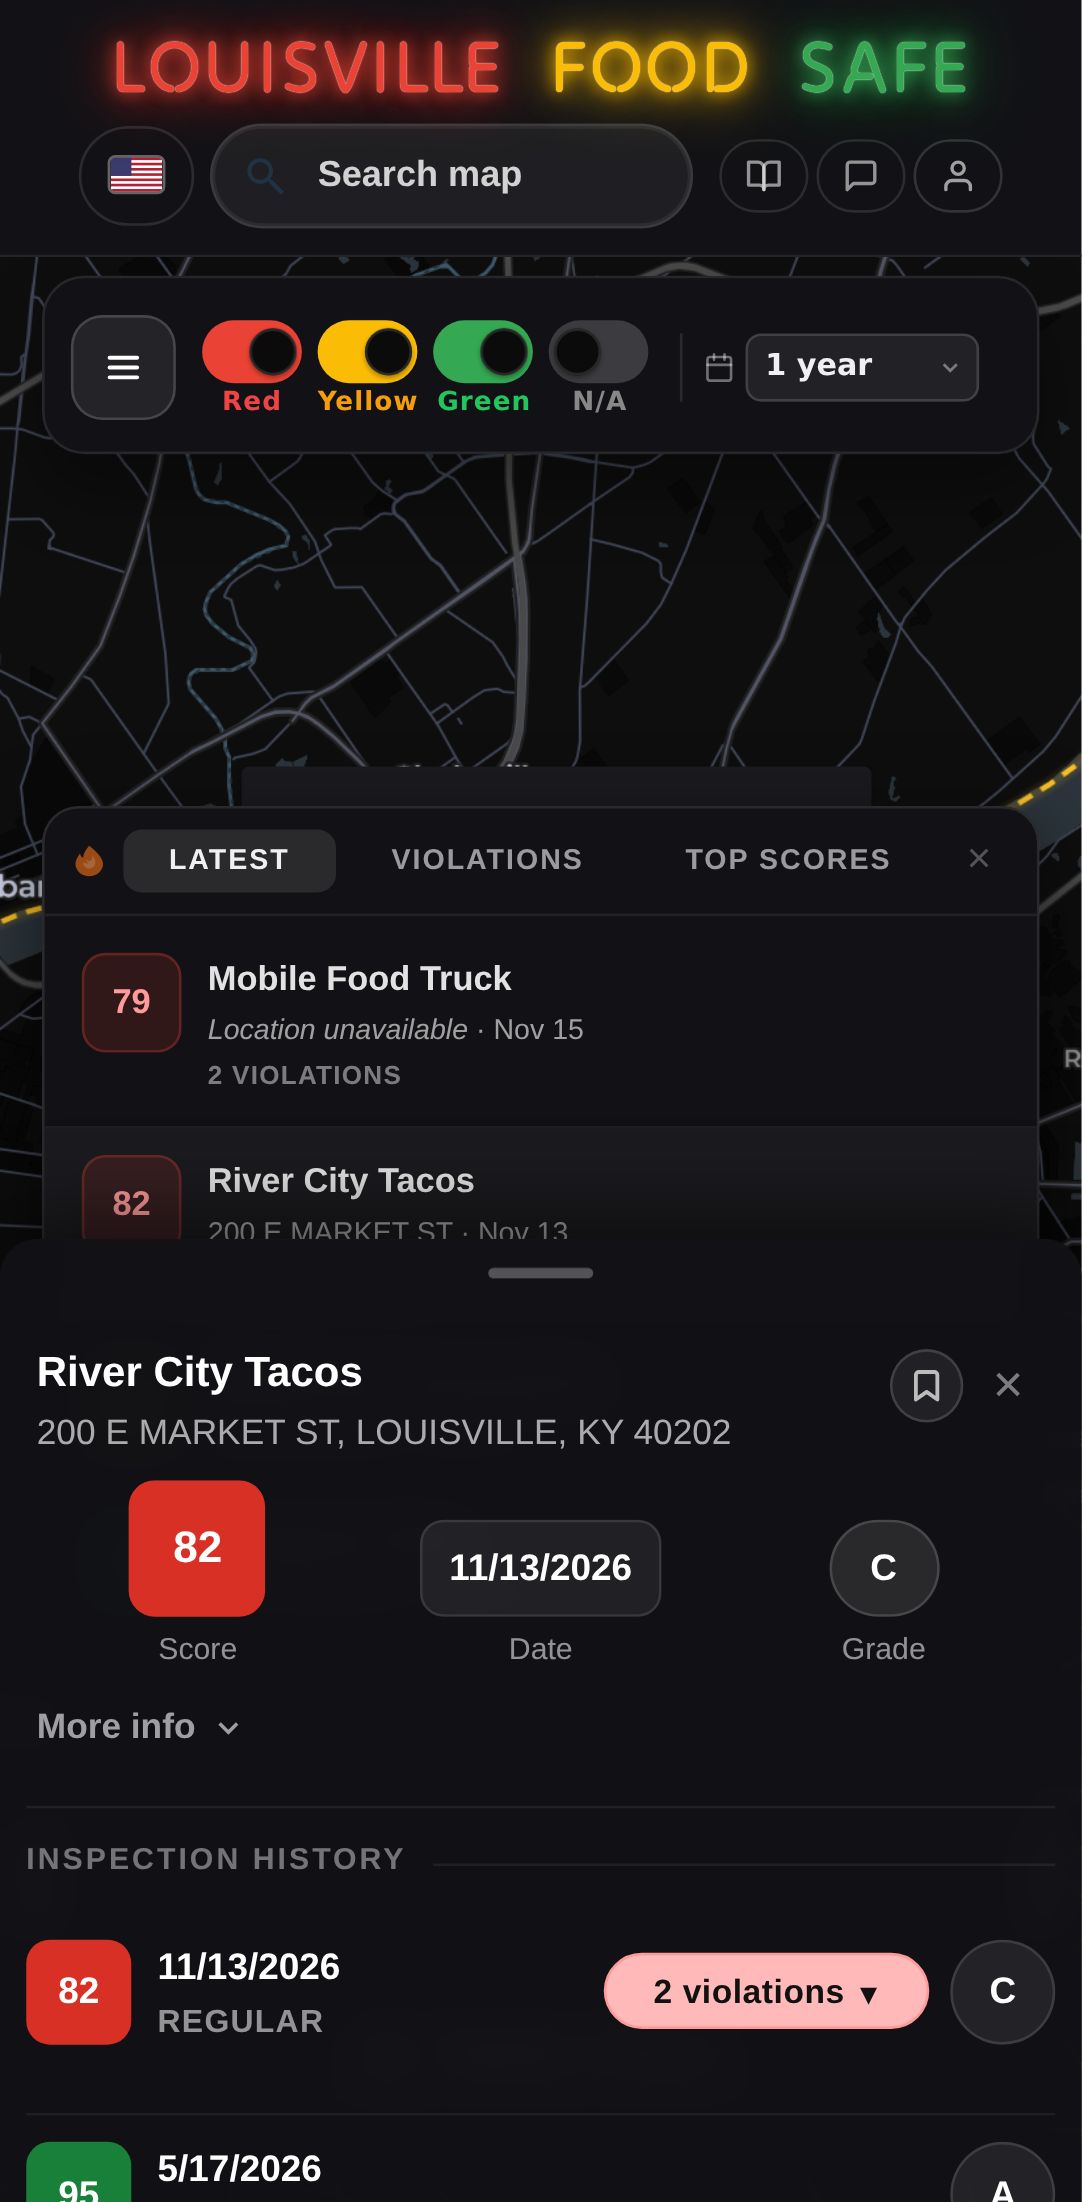 LOUISVILLE FOOD SAFE
Search map
Red
Yellow
Green
N/A
1 year
LATEST
VIOLATIONS
TOP SCORES
79
Mobile Food Truck
Location unavailable · Nov 15
2 VIOLATIONS
82
River City Tacos
200 E MARKET ST · Nov 13
River City Tacos
200 E MARKET ST, LOUISVILLE, KY 40202
82
11/13/2026
C
Score
Date
Grade
More info
INSPECTION HISTORY
82
11/13/2026
REGULAR
2 violations ▼
C
95
5/17/2026
A